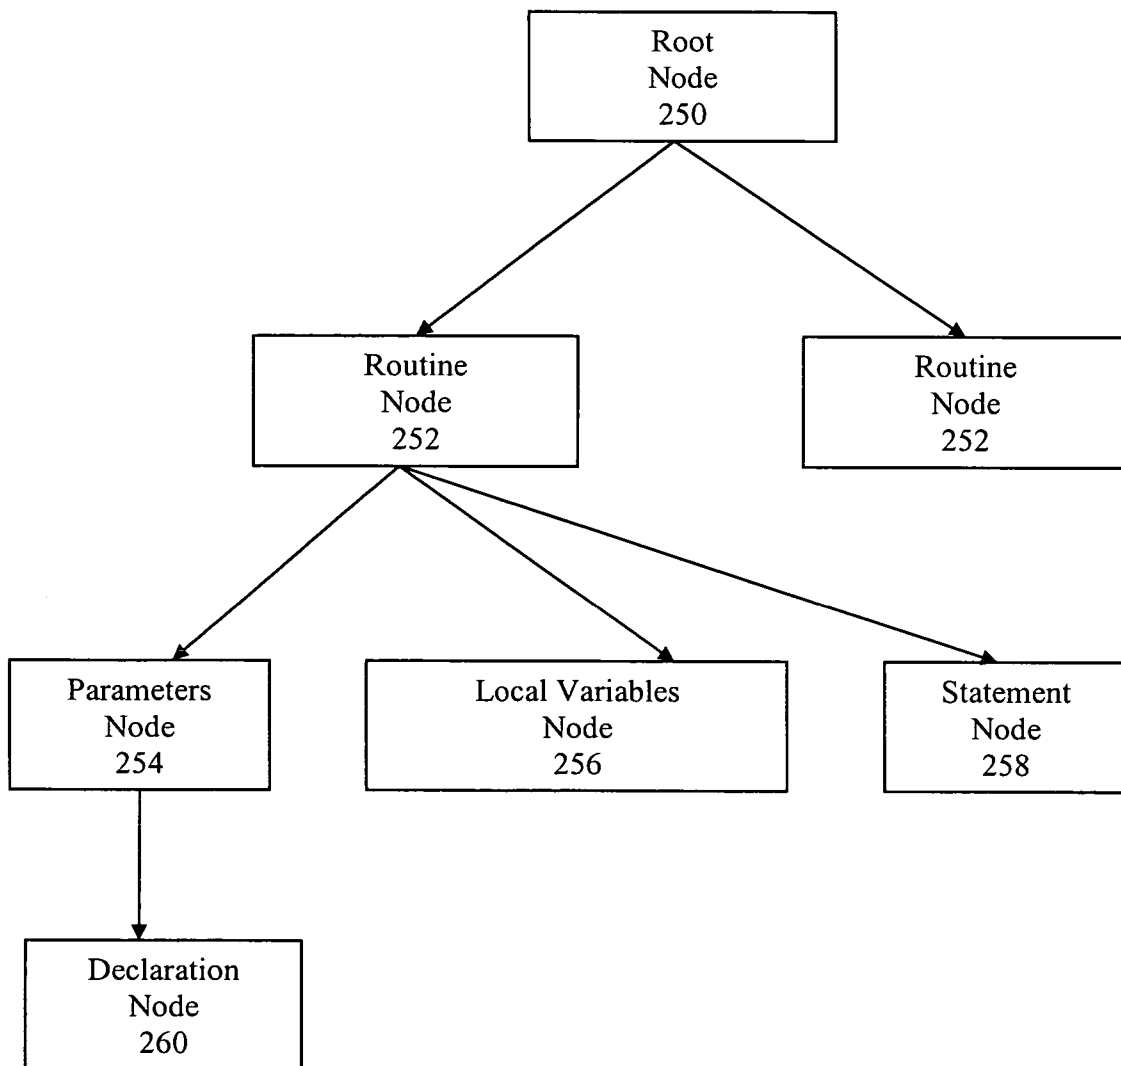 Root
Node
250
Routine
Node
252
Routine
Node
252
Parameters
Node
254
Local Variables
Node
256
Statement
Node
258
Declaration
Node
260